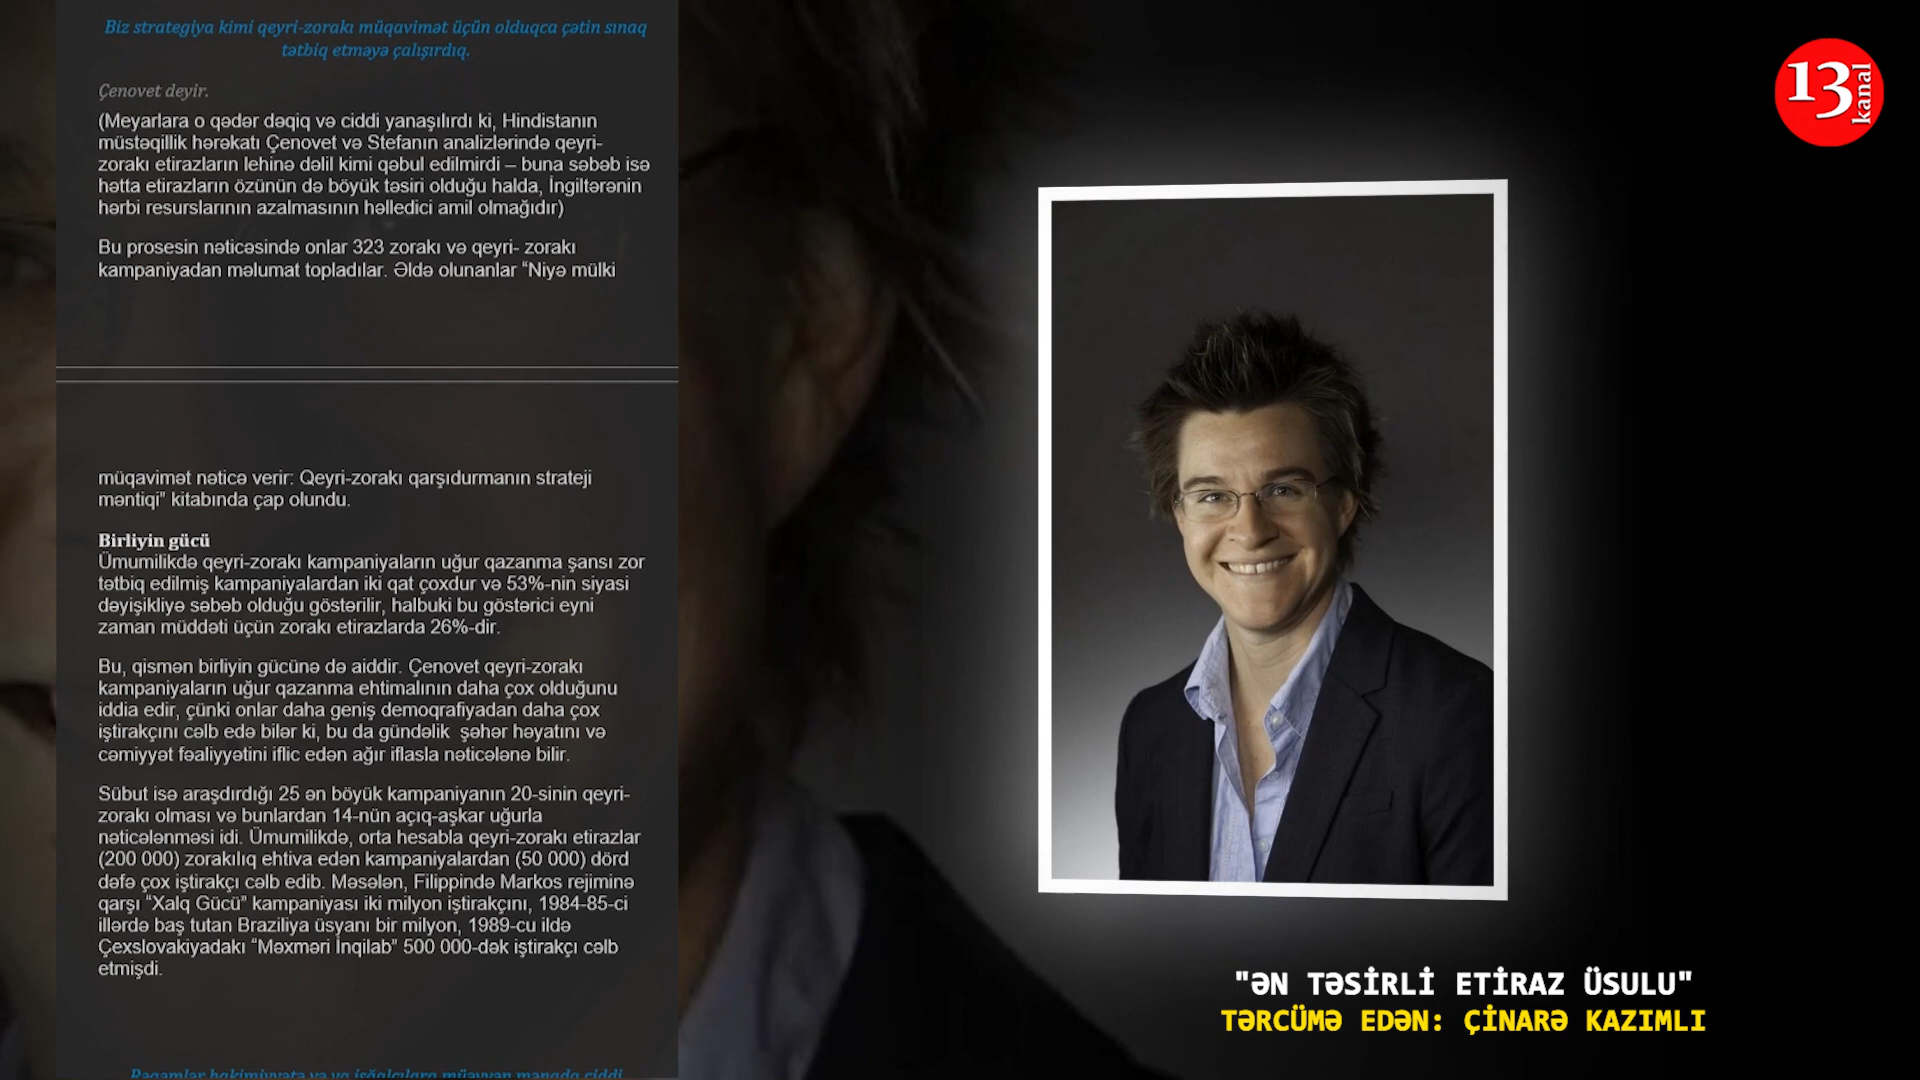 Biz strategiya kimi qeyri-zorakı müqavimət üçün olduqca çətin sınaq
tətbiq etməyə çalışırdıq.
Çenovet deyir.
(Meyarlara o qədər dəqiq və ciddi yanaşılırdı ki, Hindistanın
müstəqillik hərəkatı Çenovet və Stefanın analizlərində qeyri-
zorakı etirazların lehinə dəlil kimi qəbul edilmirdi – buna səbəb isə
hətta etirazların özünün də böyük təsiri olduğu halda, İngiltərənin
hərbi resurslarının azalmasının həlledici amil olmağıdır)
Bu prosesin nəticəsində onlar 323 zorakı və qeyri- zorakı
kampaniyadan məlumat topladılar. Əldə olunanlar “Niyə mülki
müqavimət nəticə verir: Qeyri-zorakı qarşıdurmanın strateji
məntiqi” kitabında çap olundu.
Birliyin gücü
Ümumilikdə qeyri-zorakı kampaniyaların uğur qazanma şansı zor
tətbiq edilmiş kampaniyalardan iki qat çoxdur və 53%-nin siyasi
dəyişikliyə səbəb olduğu göstərilir, halbuki bu göstərici eyni
zaman müddəti üçün zorakı etirazlarda 26%-dir.
Bu, qismən birliyin gücünə də aiddir. Çenovet qeyri-zorakı
kampaniyaların uğur qazanma ehtimalının daha çox olduğunu
iddia edir, çünki onlar daha geniş demoqrafiyadan daha çox
iştirakçını cəlb edə bilər ki, bu da gündəlik  şəhər həyatını və
cəmiyyət fəaliyyətini iflic edən ağır iflasla nəticələnə bilir.
Sübut isə araşdırdığı 25 ən böyük kampaniyanın 20-sinin qeyri-
zorakı olması və bunlardan 14-nün açıq-aşkar uğurla
nəticələnməsi idi. Ümumilikdə, orta hesabla qeyri-zorakı etirazlar
(200 000) zorakılıq ehtiva edən kampaniyalardan (50 000) dörd
dəfə çox iştirakçı cəlb edib. Məsələn, Filippində Markos rejiminə
qarşı “Xalq Gücü” kampaniyası iki milyon iştirakçını, 1984-85-ci
illərdə baş tutan Braziliya üsyanı bir milyon, 1989-cu ildə
Çexslovakiyadakı “Məxməri İnqilab” 500 000-dək iştirakçı cəlb
etmişdi.
Rəqəmlər hakimiyyətə və ya işğalçılara müəyyən mənada ciddi
13 kanal
"ƏN TƏSİRLİ ETİRAZ ÜSULU"
TƏRCÜMƏ EDƏN: ÇİNARƏ KAZIMLI